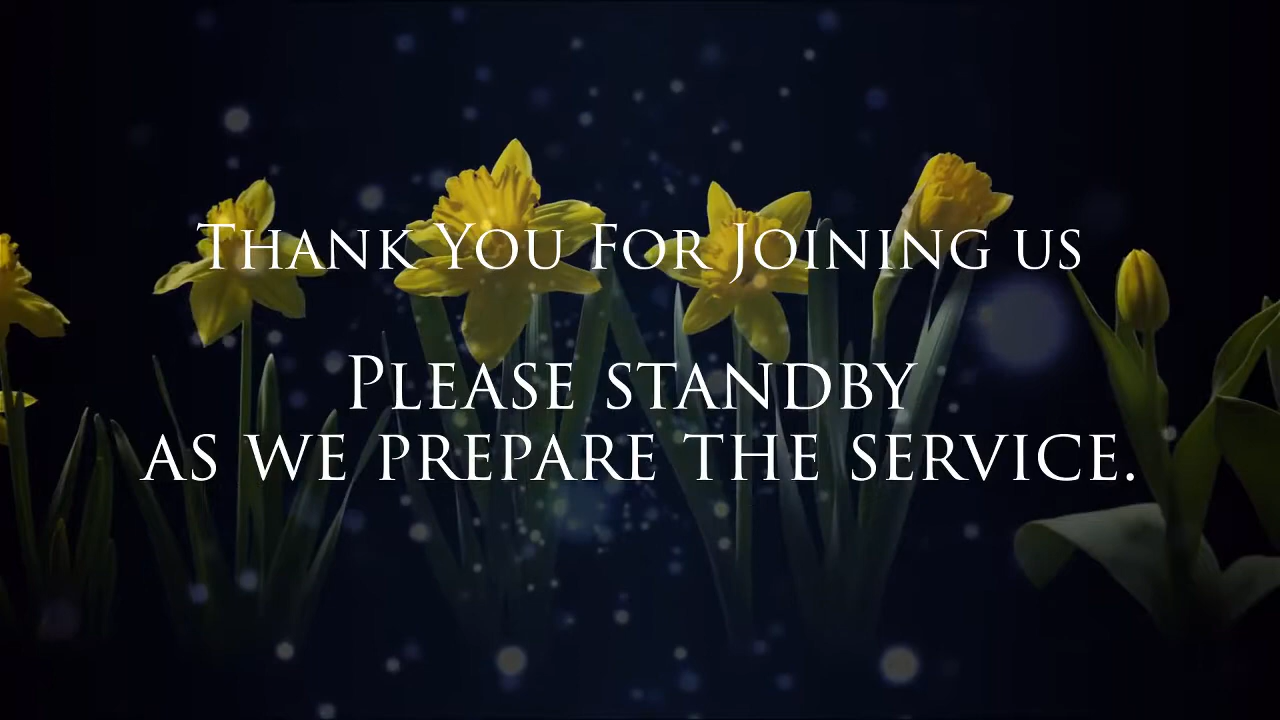 Thank You For Joining us
Please standby
as we prepare the service.